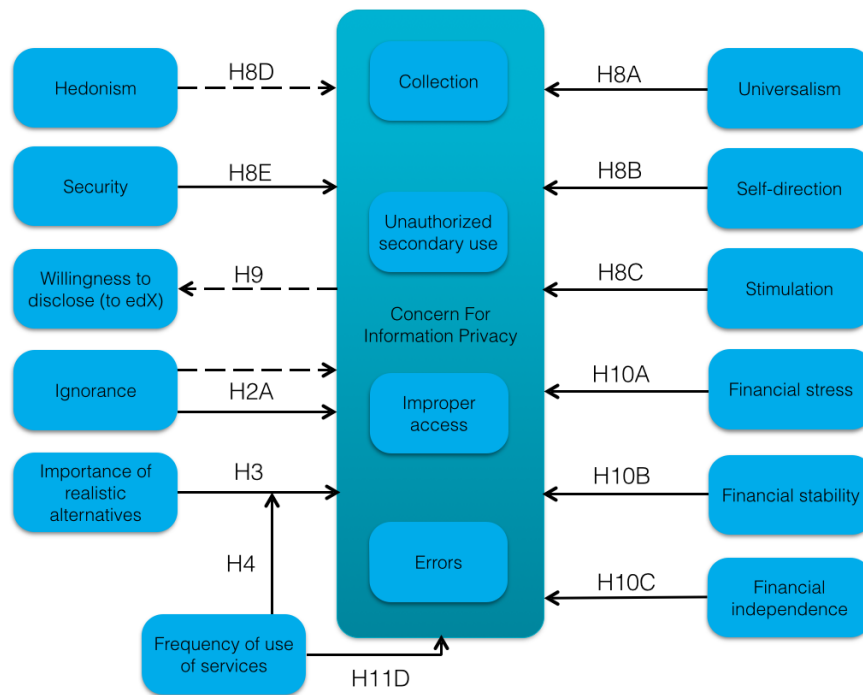 Hedonism
H8D
Collection
H8A
Universalism
Security
H8E
H8B
Self-direction
Unauthorized
secondary use
Willingness to
disclose (to edX)
H9
H8C
Stimulation
Concern For
Information Privacy
Ignorance
H2A
Improper
access
H10A
Financial stress
Importance of
realistic
alternatives
H3
H10B
Financial stability
H4
Errors
H10C
Financial
independence
Frequency of use
of services
H11D